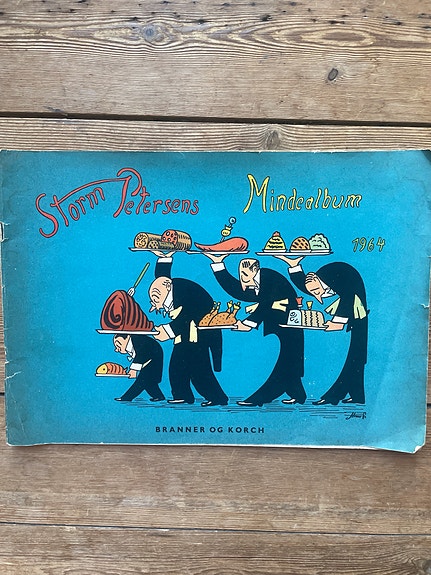 Storm Petersens Mindealbum
1964
BRANNER OG KORCH